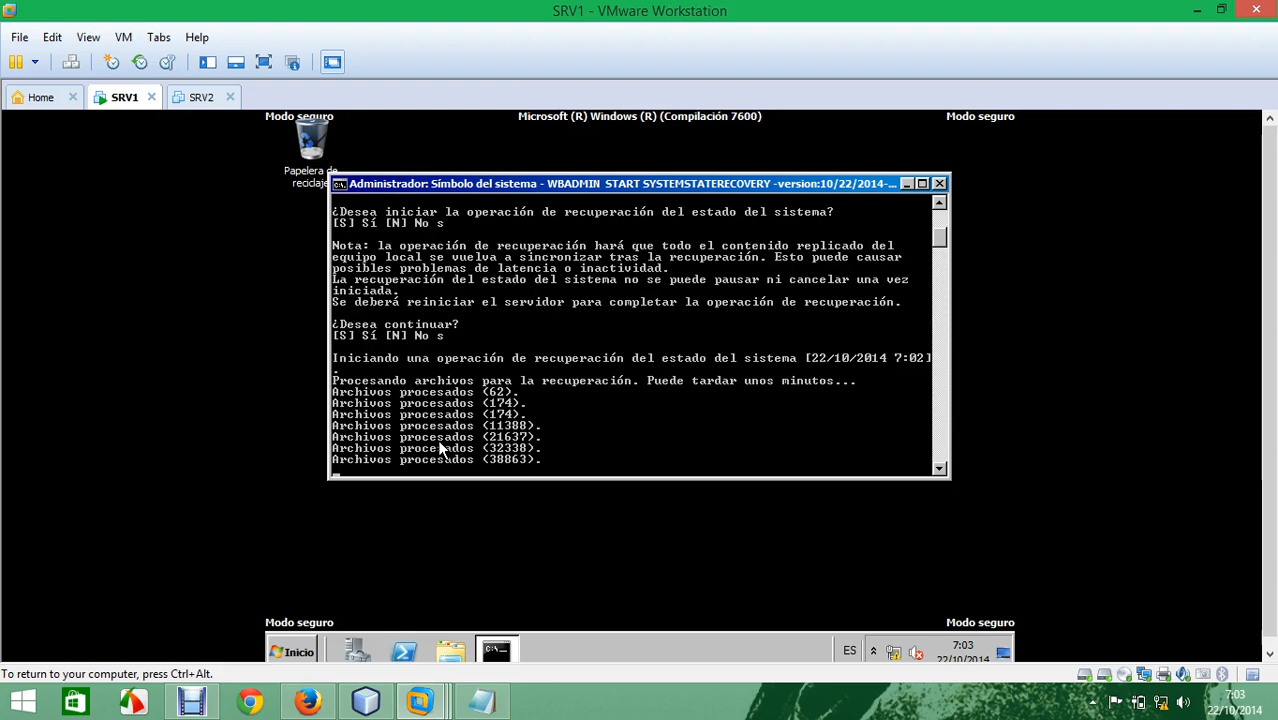 SRV1 - VMware Workstation
File Edit View VM Tabs Help
Home SRV1 SRV2
Modo seguro Microsoft (R) Windows (R) (Compilación 7600) Modo seguro
Papelera de
reciclaje
Administrador: Símbolo del sistema - WBADMIN START SYSTEMSTATERECOVERY -version:10/22/2014-...
¿Desea iniciar la operación de recuperación del estado del sistema?
[S] Sí [N] No s
Nota: la operación de recuperación hará que todo el contenido replicado del
equipo local se vuelva a sincronizar tras la recuperación. Esto puede causar
posibles problemas de latencia o inactividad.
La recuperación del estado del sistema no se puede pausar ni cancelar una vez
iniciada.
Se deberá reiniciar el servidor para completar la operación de recuperación.
¿Desea continuar?
[S] Sí [N] No s
Iniciando una operación de recuperación del estado del sistema [22/10/2014 7:02]
.
Procesando archivos para la recuperación. Puede tardar unos minutos...
Archivos procesados (62).
Archivos procesados (174).
Archivos procesados (174).
Archivos procesados (11388).
Archivos procesados (21637).
Archivos procesados (32338).
Archivos procesados (38863).
Modo seguro Modo seguro
Inicio C:\_ ES 7:03
22/10/2014
To return to your computer, press Ctrl+Alt.
7:03
22/10/2014